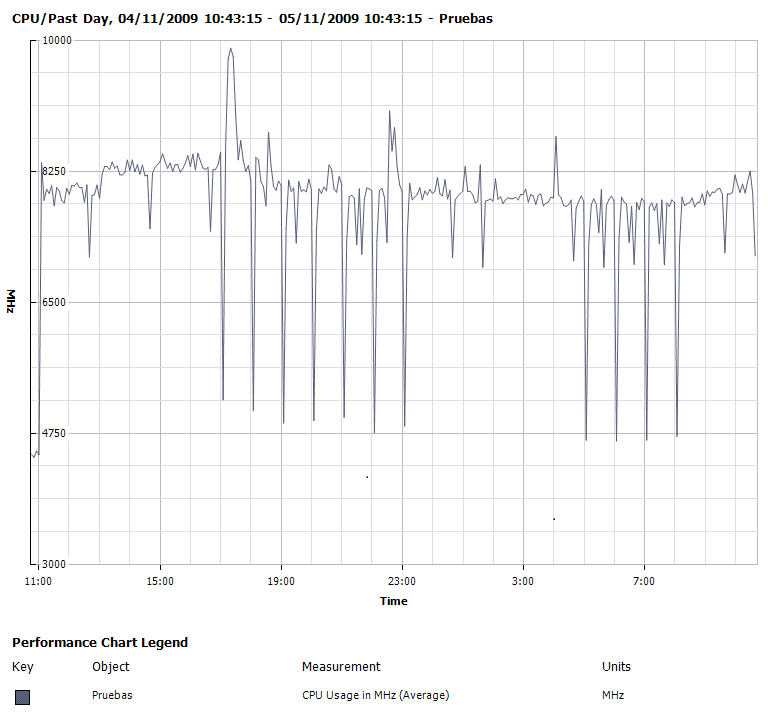 CPU/Past Day, 04/11/2009 10:43:15 - 05/11/2009 10:43:15 - Pruebas
10000
8250
6500
4750
3000
MHz
11:00 15:00 19:00 23:00 3:00 7:00
Time
Performance Chart Legend
Key Object Measurement Units
Pruebas CPU Usage in MHz (Average) MHz